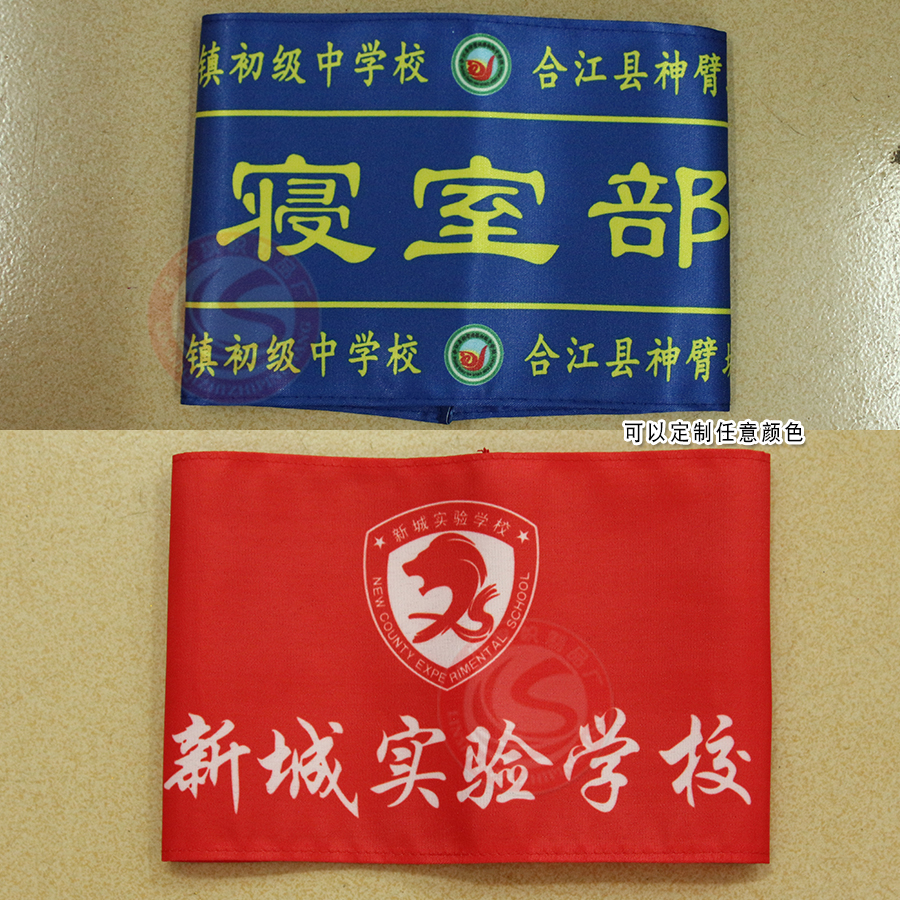 镇初级中学校 合江县神臂
寝室部
镇初级中学校 合江县神臂城
可以定制任意颜色
新城实验学校
NEW COUNTY EXPERIMENTAL SCHOOL
新城实验学校